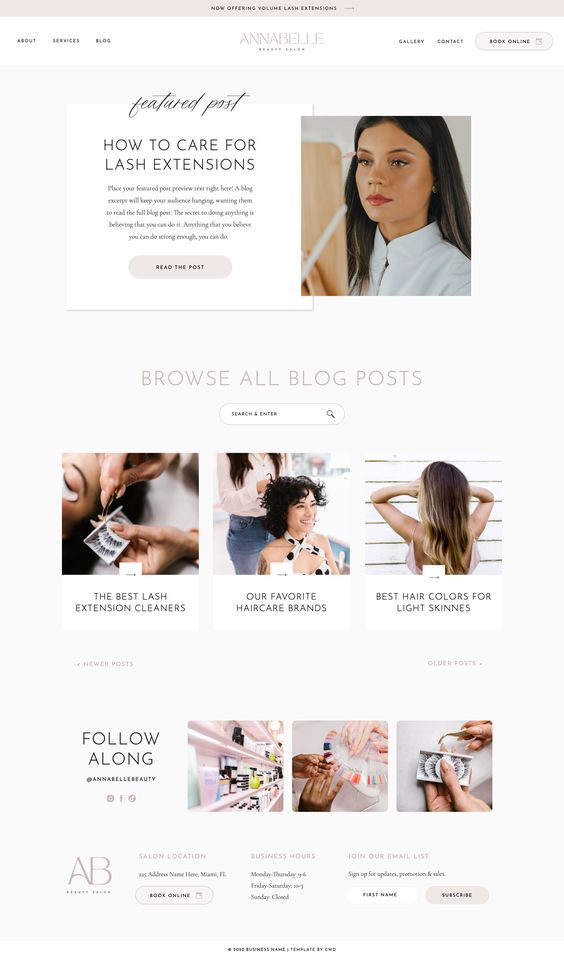 NOW OFFERING VOLUME LASH EXTENSIONS
ABOUT SERVICES BLOG
ANNABELLE
BEAUTY SALON
GALLERY CONTACT BOOK ONLINE
featured post
HOW TO CARE FOR
LASH EXTENSIONS
Place your featured post preview text right here! A blog
excerpt will keep your audience hanging, wanting them
to read the full blog post. The secret to doing anything is
believing that you can do it. Anything that you believe
you can do strong enough, you can do.
READ THE POST
BROWSE ALL BLOG POSTS
SEARCH & ENTER
THE BEST LASH
EXTENSION CLEANERS
OUR FAVORITE
HAIRCARE BRANDS
BEST HAIR COLORS FOR
LIGHT SKINNES
< NEWER POSTS
OLDER POSTS >
FOLLOW
ALONG
@ANNABELLEBEAUTY
AB
BEAUTY SALON
SALON LOCATION
225 Address Name Here, Miami, FL
BOOK ONLINE
BUSINESS HOURS
Monday-Thursday: 9-6
Friday-Saturday: 10-3
Sunday: Closed
JOIN OUR EMAIL LIST
Sign up for updates, promotion & sales.
FIRST NAME
SUBSCRIBE
© 2022 BUSINESS NAME | TEMPLATE BY CWD